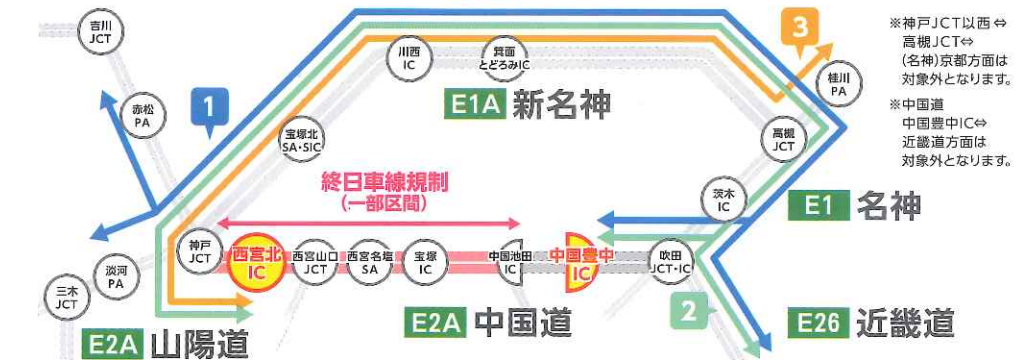 吉川
JCT
赤松
PA
1
川西
IC
箕面
とどろみIC
3
桂川
PA
※神戸JCT以西⇔
高槻JCT⇔
(名神)京都方面は
対象外となります。
※中国道
中国豊中IC⇔
近畿道方面は
対象外となります。
E1A 新名神
宝塚北
SA・SIC
高槻
JCT
終日車線規制
(一部区間)
茨木
IC
E1 名神
神戸
JCT
西宮北
IC
西宮山口
JCT
西宮名塩
SA
宝塚
IC
中国池田
IC
中国豊中
IC
吹田
JCT・IC
淡河
PA
三木
JCT
2
E2A 山陽道
E2A 中国道
E26 近畿道